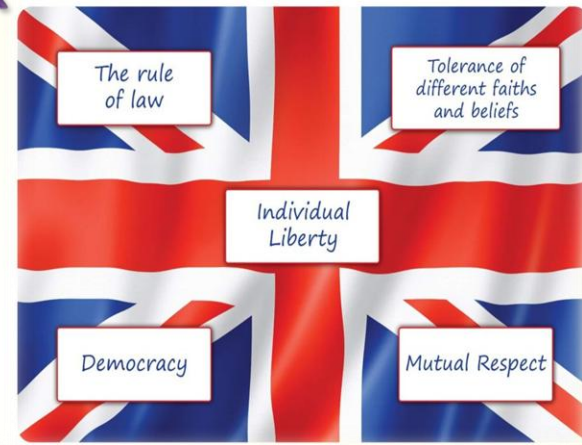 The rule
of law
Tolerance of
different faiths
and beliefs
Individual
Liberty
Democracy
Mutual Respect